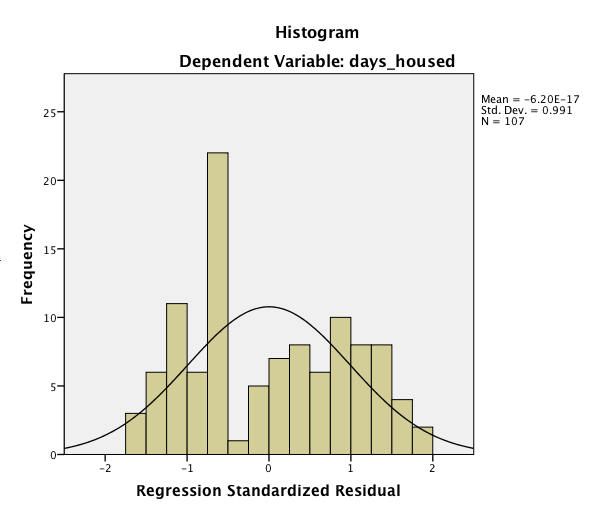 Histogram
Dependent Variable: days_housed
Mean = -6.20E-17
Std. Dev. = 0.991
N = 107
25
20
15
10
5
0
Frequency
-2
-1
0
1
2
Regression Standardized Residual